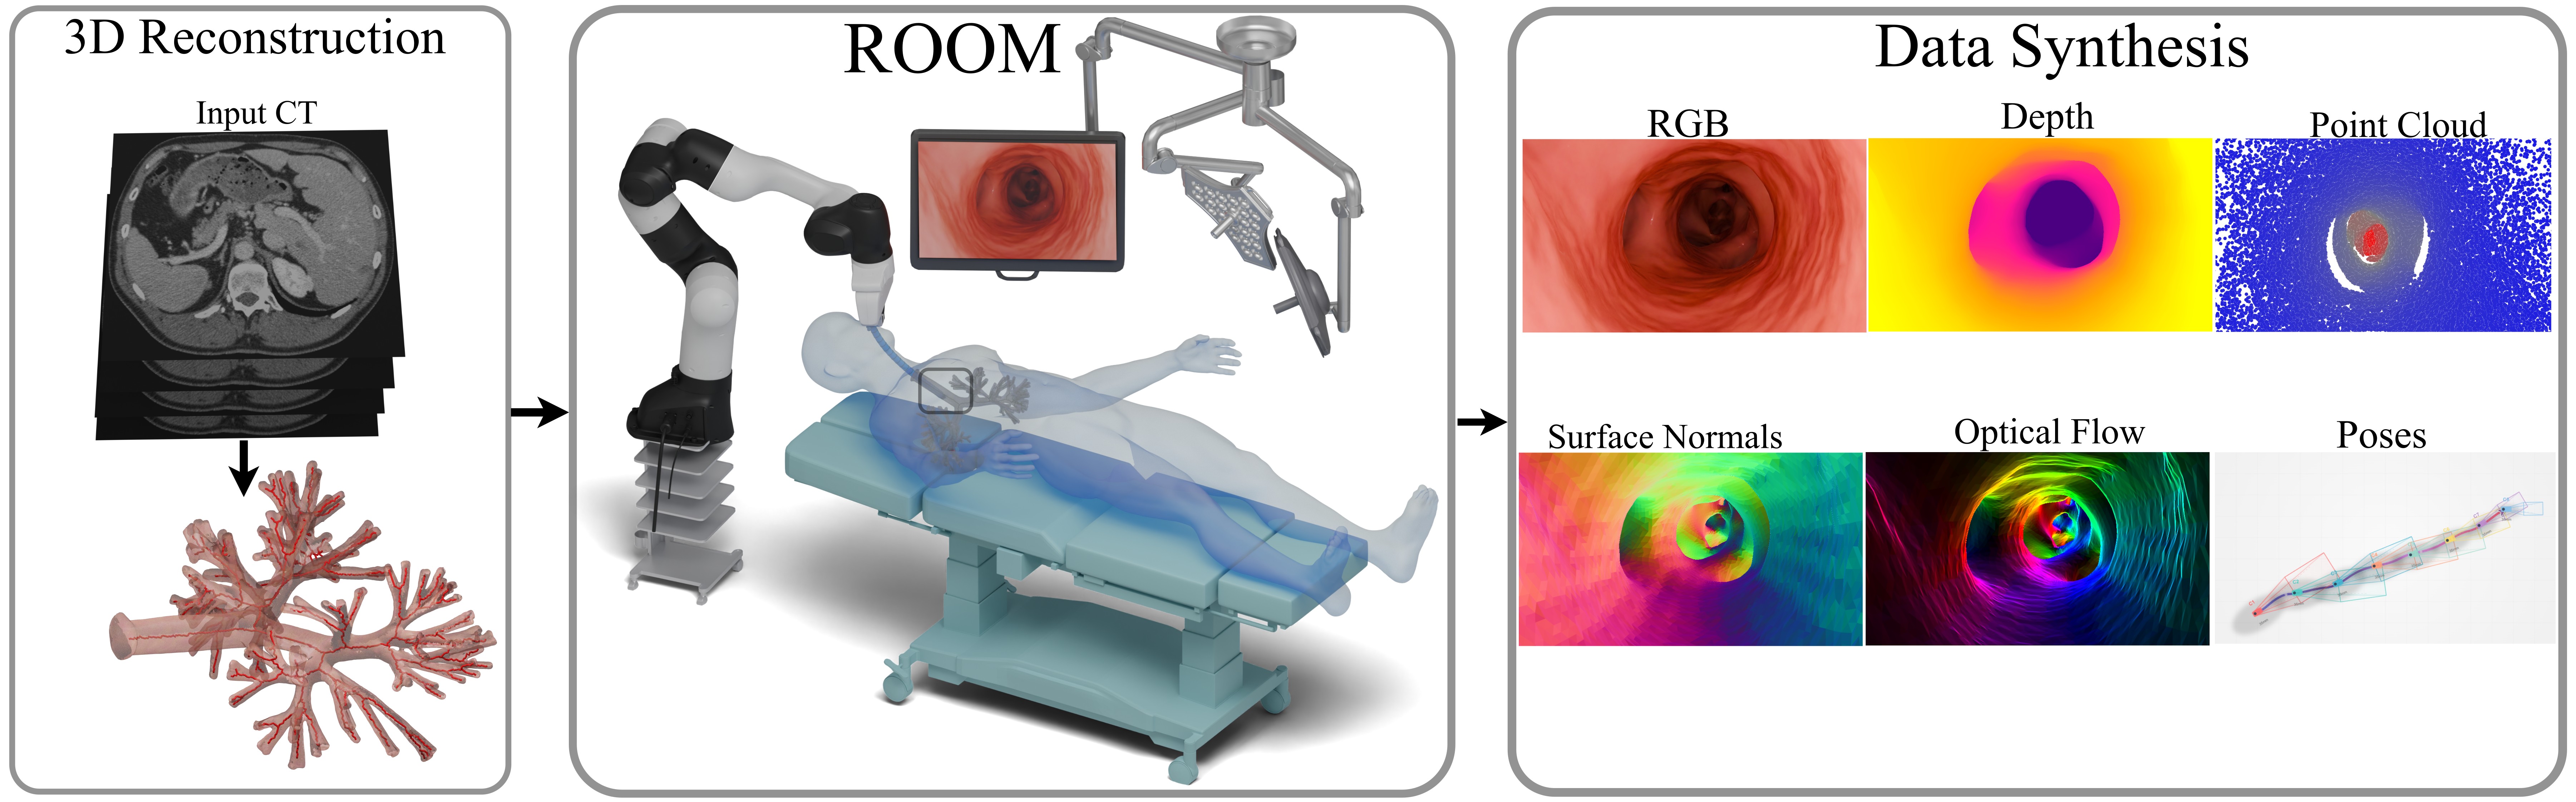 3D Reconstruction
Input CT
ROOM
Data Synthesis
RGB
Depth
Point Cloud
Surface Normals
Optical Flow
Poses